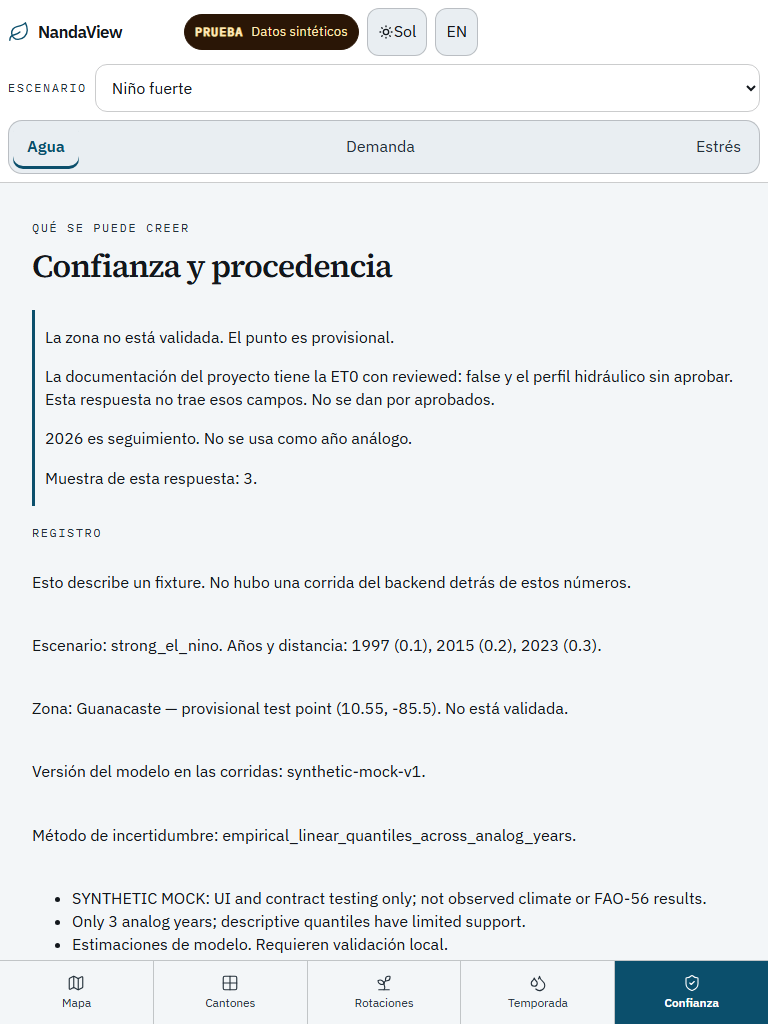 NandaView
PRUEBA Datos sintéticos
Sol
EN
ESCENARIO
Niño fuerte
Agua
Demanda
Estrés
QUÉ SE PUEDE CREER
Confianza y procedencia
La zona no está validada. El punto es provisional.
La documentación del proyecto tiene la ET0 con reviewed: false y el perfil hidráulico sin aprobar.
Esta respuesta no trae esos campos. No se dan por aprobados.
2026 es seguimiento. No se usa como año análogo.
Muestra de esta respuesta: 3.
REGISTRO
Esto describe un fixture. No hubo una corrida del backend detrás de estos números.
Escenario: strong_el_nino. Años y distancia: 1997 (0.1), 2015 (0.2), 2023 (0.3).
Zona: Guanacaste — provisional test point (10.55, -85.5). No está validada.
Versión del modelo en las corridas: synthetic-mock-v1.
Método de incertidumbre: empirical_linear_quantiles_across_analog_years.
• SYNTHETIC MOCK: UI and contract testing only; not observed climate or FAO-56 results.
• Only 3 analog years; descriptive quantiles have limited support.
• Estimaciones de modelo. Requieren validación local.
Mapa
Cantones
Rotaciones
Temporada
Confianza